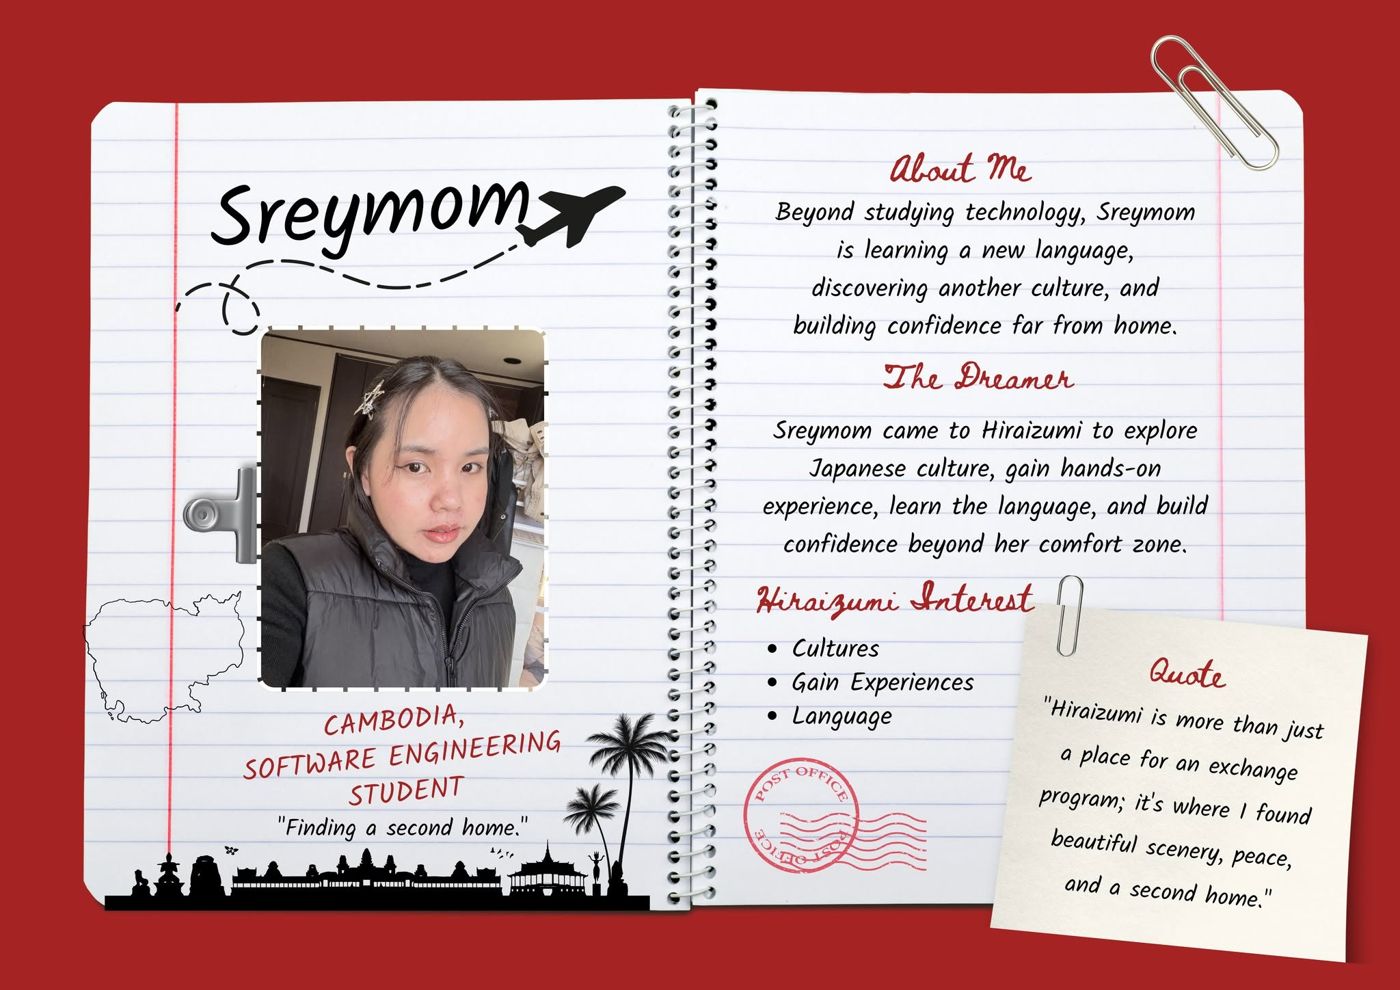 Sreymom
CAMBODIA,
SOFTWARE ENGINEERING
STUDENT
"Finding a second home."
About Me
Beyond studying technology, Sreymom
is learning a new language,
discovering another culture, and
building confidence far from home.
The Dreamer
Sreymom came to Hiraizumi to explore
Japanese culture, gain hands-on
experience, learn the language, and build
confidence beyond her comfort zone.
Hiraizumi Interest
• Cultures
• Gain Experiences
• Language
POST OFFICE
POST OFFICE
Quote
"Hiraizumi is more than just
a place for an exchange
program; it's where I found
beautiful scenery, peace,
and a second home."